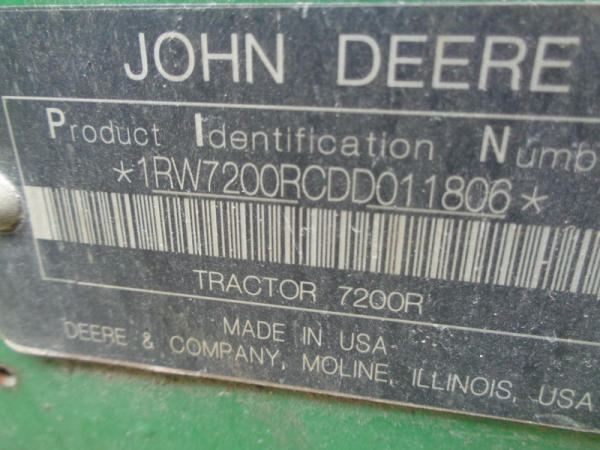 JOHN DEERE
Product Identification Numb
*1RW7200RCDD011806*
TRACTOR 7200R
MADE IN USA
DEERE & COMPANY, MOLINE, ILLINOIS, USA